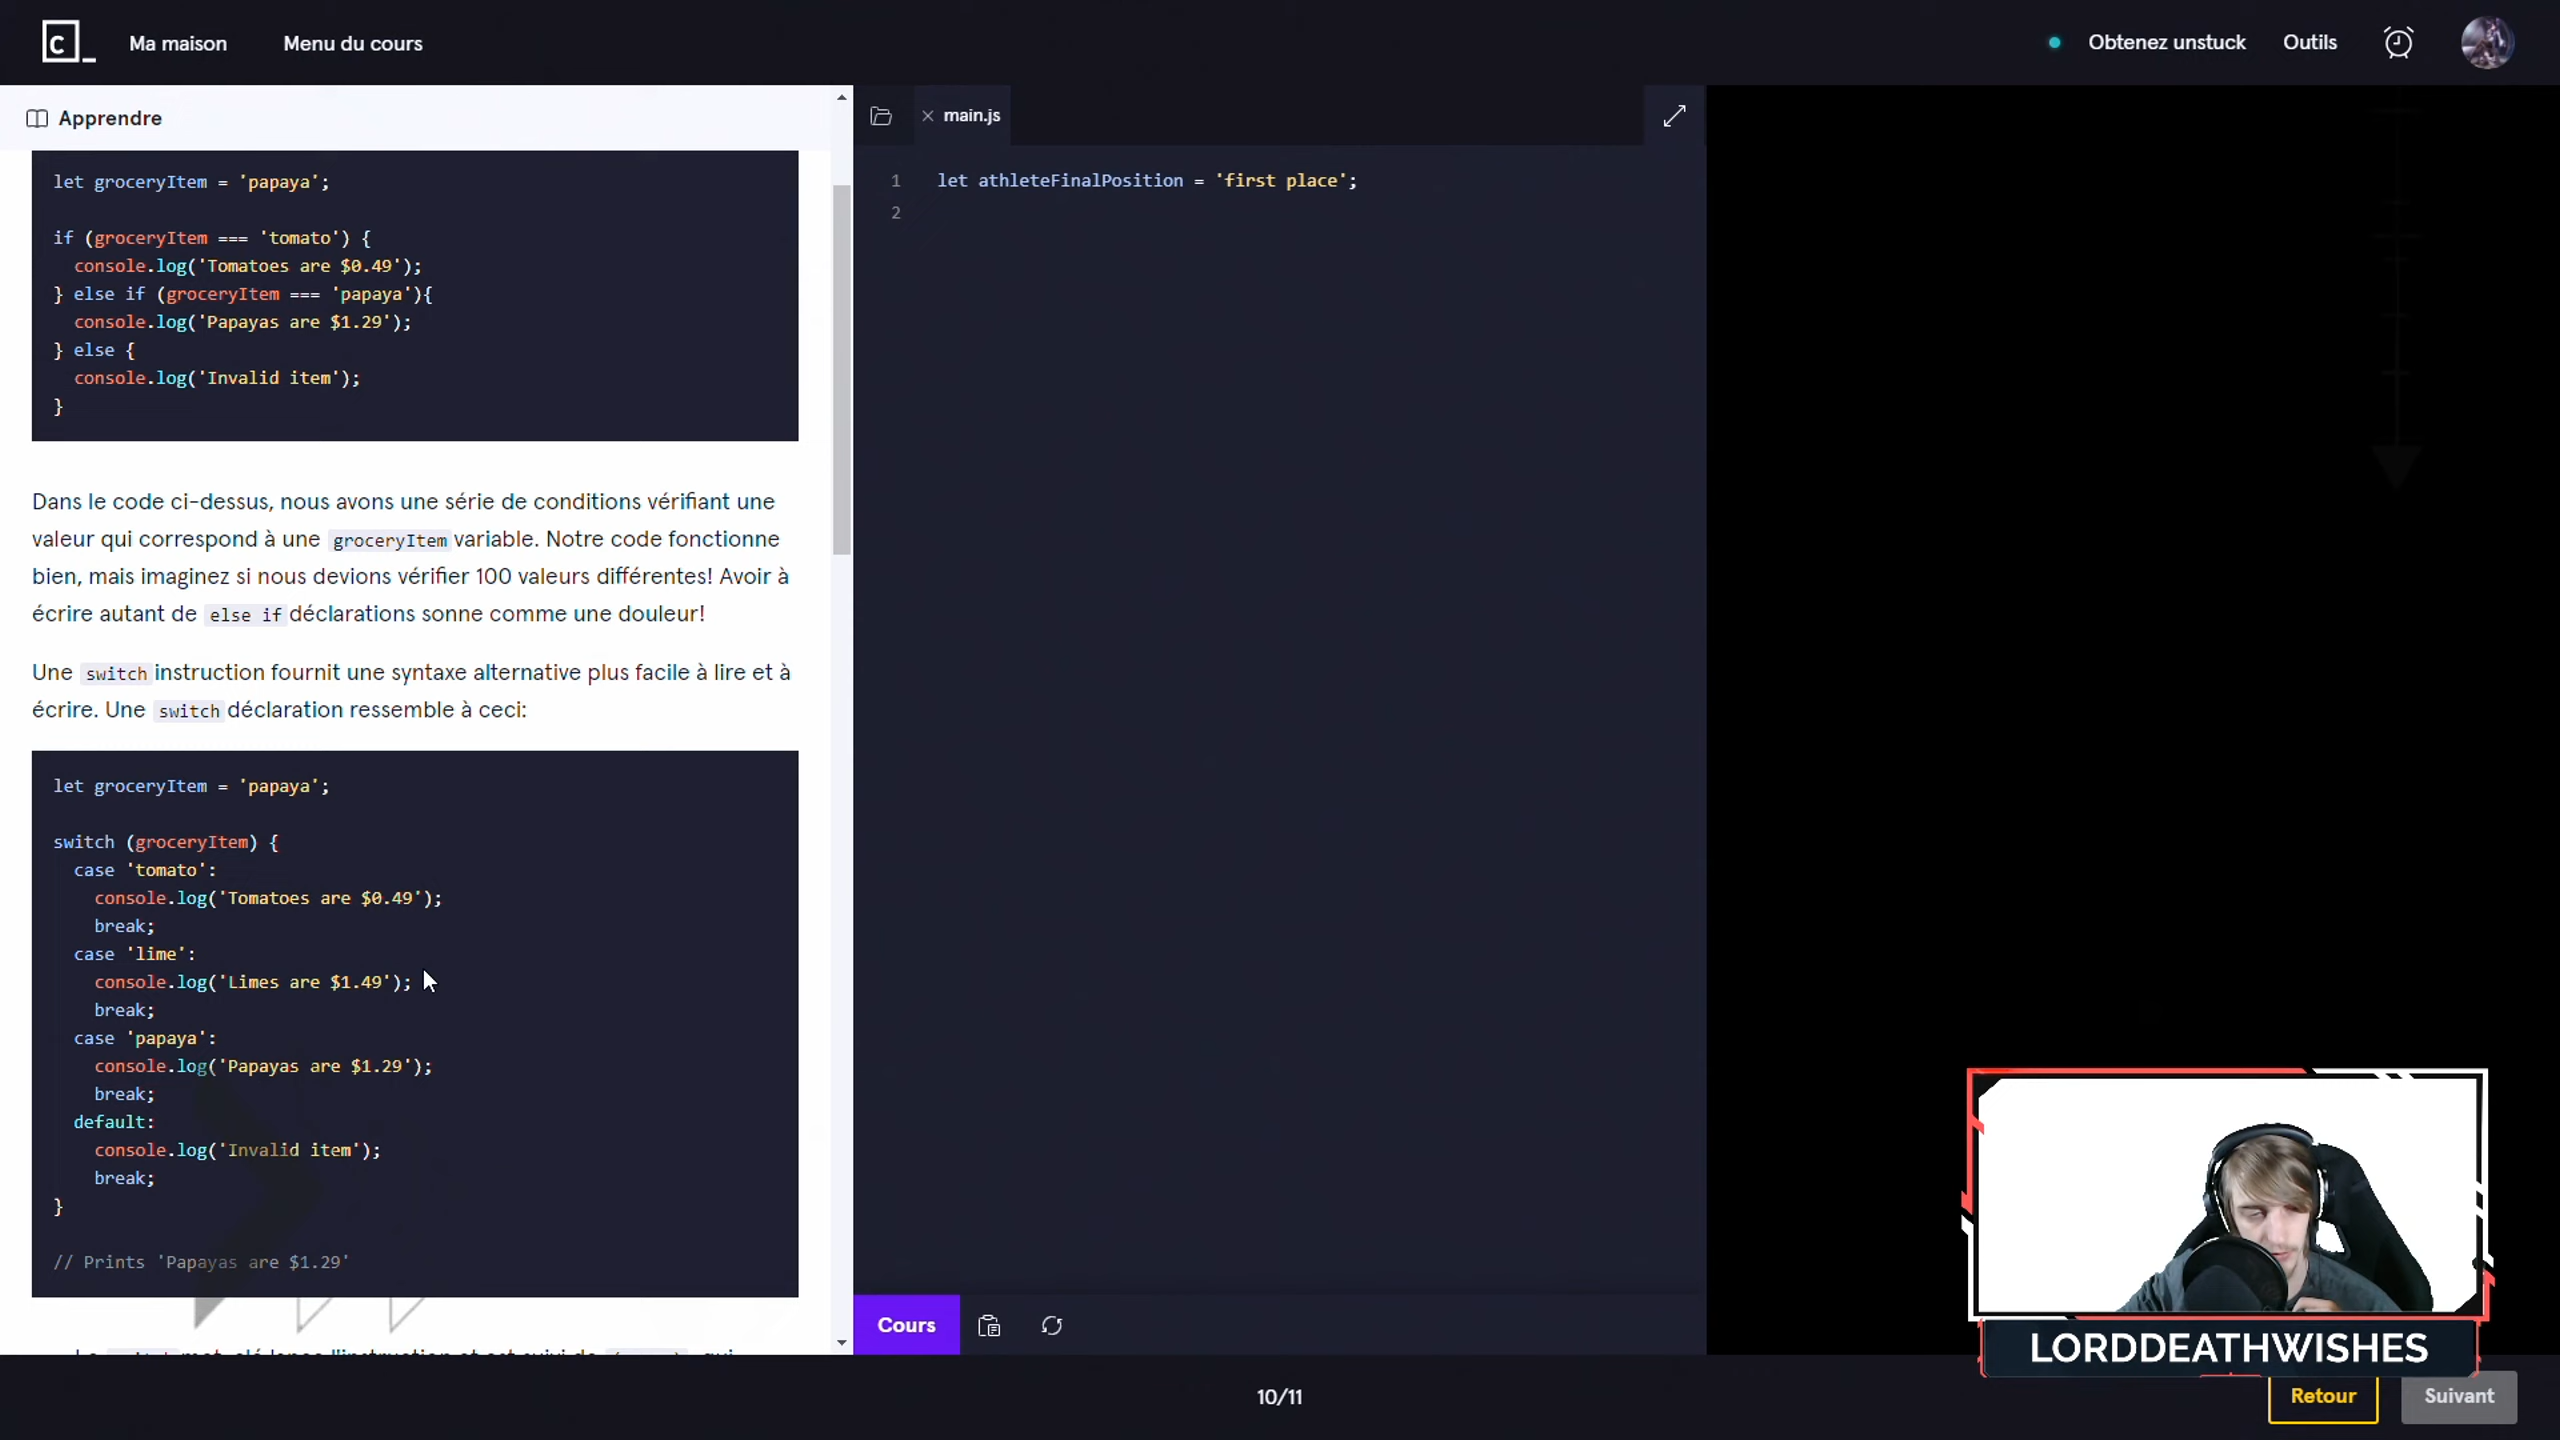 C_ Ma maison Menu du cours Obtenez unstuck Outils
Apprendre
let groceryItem = 'papaya';
if (groceryItem === 'tomato') {
console.log('Tomatoes are $0.49');
} else if (groceryItem === 'papaya'){
console.log('Papayas are $1.29');
} else {
console.log('Invalid item');
}
Dans le code ci-dessus, nous avons une série de conditions vérifiant une
valeur qui correspond à une groceryItem variable. Notre code fonctionne
bien, mais imaginez si nous devions vérifier 100 valeurs différentes! Avoir à
écrire autant de else if déclarations sonne comme une douleur!
Une switch instruction fournit une syntaxe alternative plus facile à lire et à
écrire. Une switch déclaration ressemble à ceci:
let groceryItem = 'papaya';
switch (groceryItem) {
case 'tomato':
console.log('Tomatoes are $0.49');
break;
case 'lime':
console.log('Limes are $1.49');
break;
case 'papaya':
console.log('Papayas are $1.29');
break;
default:
console.log('Invalid item');
break;
}
// Prints 'Papayas are $1.29'
main.js
1 let athleteFinalPosition = 'first place';
2
Cours
LORDDEATHWISHES
10/11
Retour Suivant